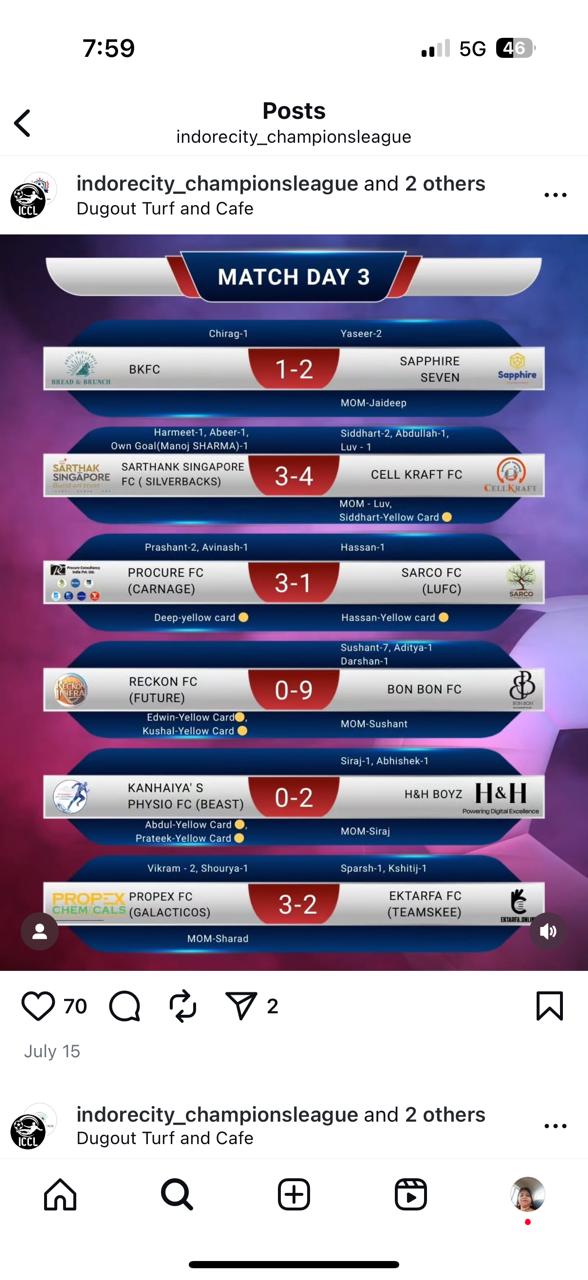 7:59
5G
46
Posts
indorecity_championsleague
indorecity_championsleague and 2 others
Dugout Turf and Cafe
ICCL
MATCH DAY 3
Chirag-1
Yaseer-2
BREAD & BRUNCH
BKFC
1-2
SAPPHIRE
SEVEN
Sapphire
MOM-Jaideep
Harmeet-1, Abeer-1,
Own Goal(Manoj SHARMA)-1
Siddhart-2, Abdullah-1,
Luv - 1
SARTHAK
SINGAPORE
SARTHANK SINGAPORE
FC ( SILVERBACKS)
3-4
CELL KRAFT FC
CELLKRAFT
MOM - Luv,
Siddhart-Yellow Card
Prashant-2, Avinash-1
Hassan-1
PROCURE FC
(CARNAGE)
3-1
SARCO FC
(LUFC)
SARCO
Deep-yellow card
Hassan-Yellow card
Sushant-7, Aditya-1
Darshan-1
RECKON FC
(FUTURE)
0-9
BON BON FC
Edwin-Yellow Card,
Kushal-Yellow Card
MOM-Sushant
Siraj-1, Abhishek-1
KANHAIYA' S
PHYSIO FC (BEAST)
0-2
H&H BOYZ
H&H
Powering Digital Excellence
Abdul-Yellow Card,
Prateek-Yellow Card
MOM-Siraj
Vikram - 2, Shourya-1
Sparsh-1, Kshitij-1
PROPEX
CHEMICALS
PROPEX FC
(GALACTICOS)
3-2
EKTARFA FC
(TEAMSKEE)
EKTARFA.ONLI
MOM-Sharad
70
2
July 15
indorecity_championsleague and 2 others
Dugout Turf and Cafe
ICCL